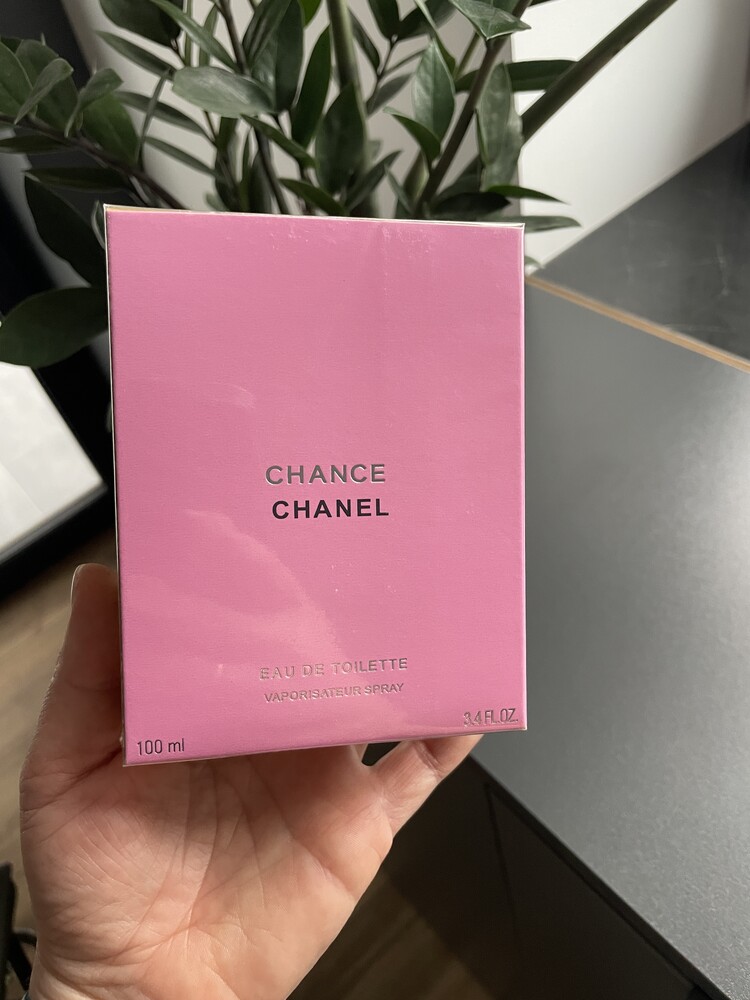 CHANCE
CHANEL
EAU DE TOILETTE
VAPORISATEUR SPRAY
100 ml
3.4 FL.OZ.